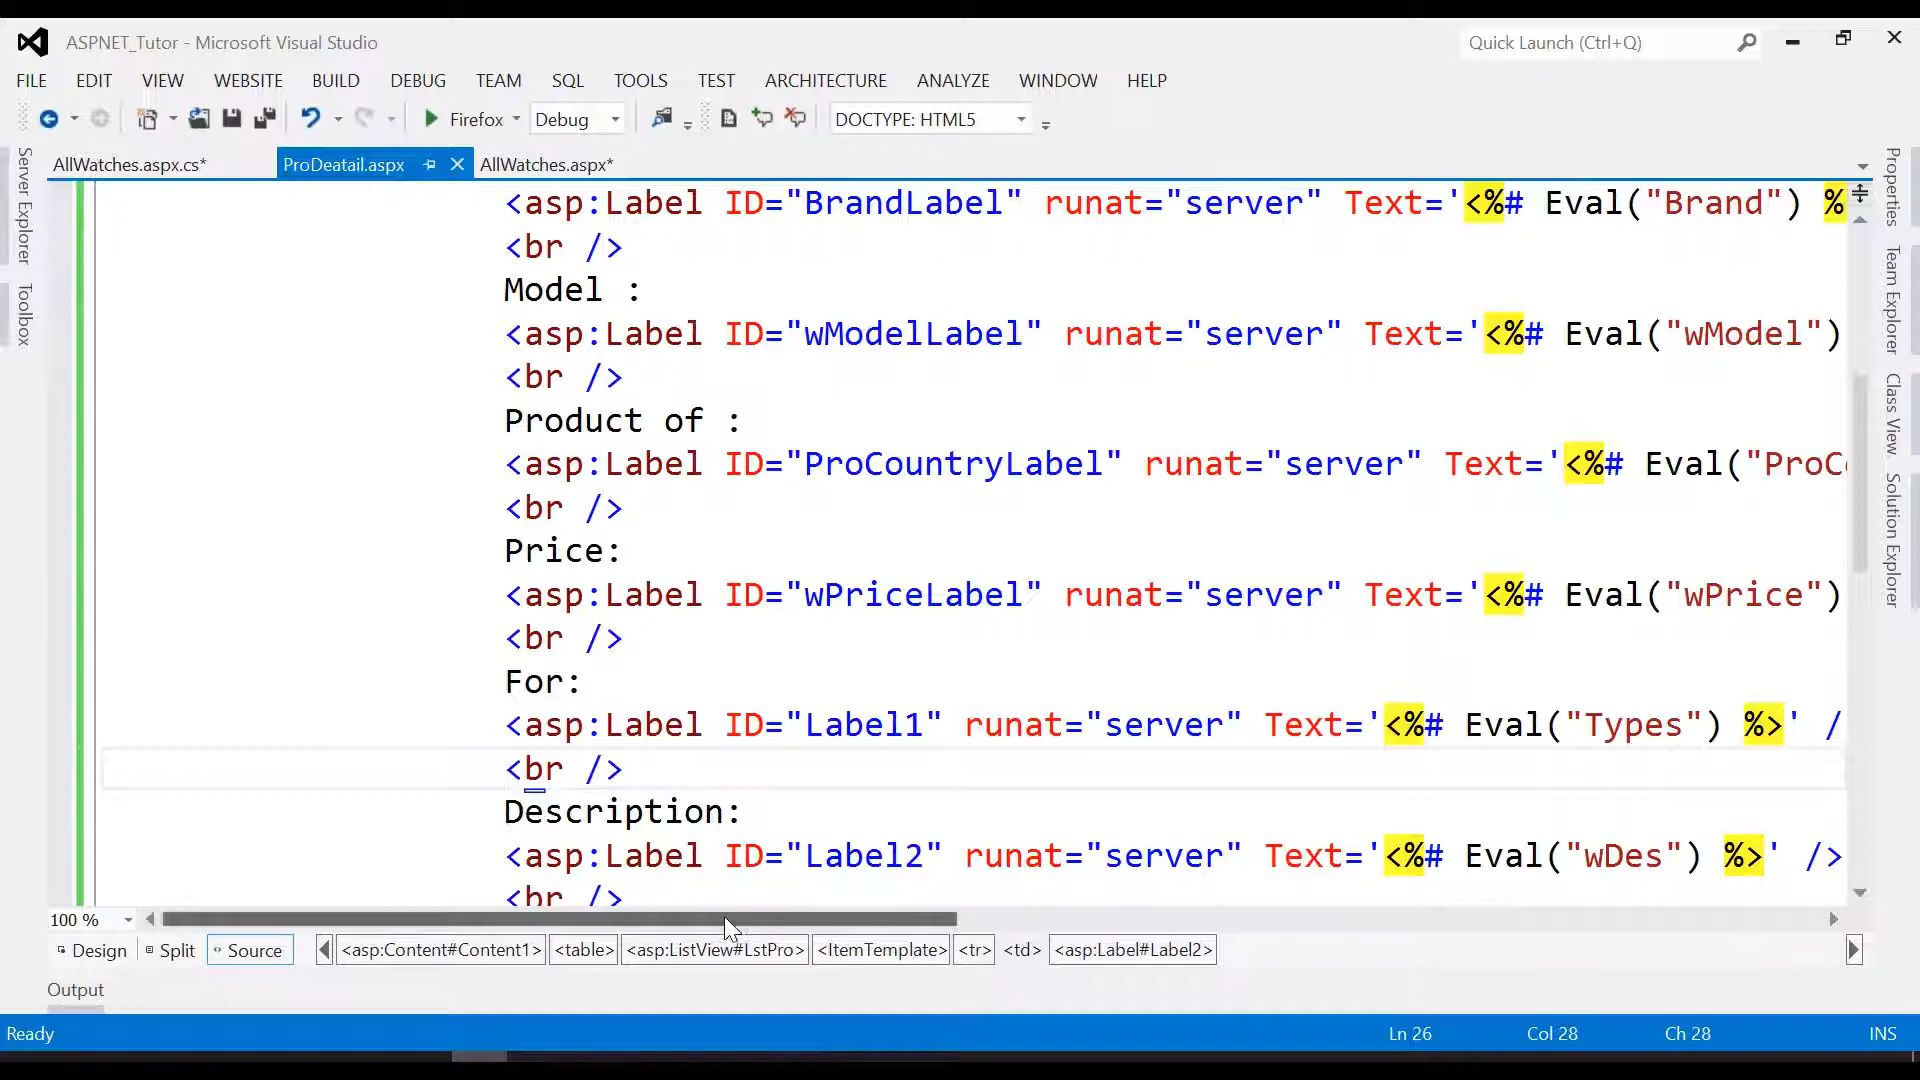 ASPNET_Tutor - Microsoft Visual Studio
Quick Launch (Ctrl+Q)
FILE EDIT VIEW WEBSITE BUILD DEBUG TEAM SQL TOOLS TEST ARCHITECTURE ANALYZE WINDOW HELP
Firefox Debug DOCTYPE: HTML5
AllWatches.aspx.cs* ProDeatail.aspx AllWatches.aspx*
Server Explorer
Toolbox
<asp:Label ID="BrandLabel" runat="server" Text='<%# Eval("Brand") %
<br />
Model :
<asp:Label ID="wModelLabel" runat="server" Text='<%# Eval("wModel")
<br />
Product of :
<asp:Label ID="ProCountryLabel" runat="server" Text='<%# Eval("ProC
<br />
Price:
<asp:Label ID="wPriceLabel" runat="server" Text='<%# Eval("wPrice")
<br />
For:
<asp:Label ID="Label1" runat="server" Text='<%# Eval("Types") %>' /
<br />
Description:
<asp:Label ID="Label2" runat="server" Text='<%# Eval("wDes") %>' />
<br />
Properties
Team Explorer
Class View
Solution Explorer
100 %
Design Split Source <asp:Content#Content1> <table> <asp:ListView#LstPro> <ItemTemplate> <tr> <td> <asp:Label#Label2>
Output
Ready Ln 26 Col 28 Ch 28 INS